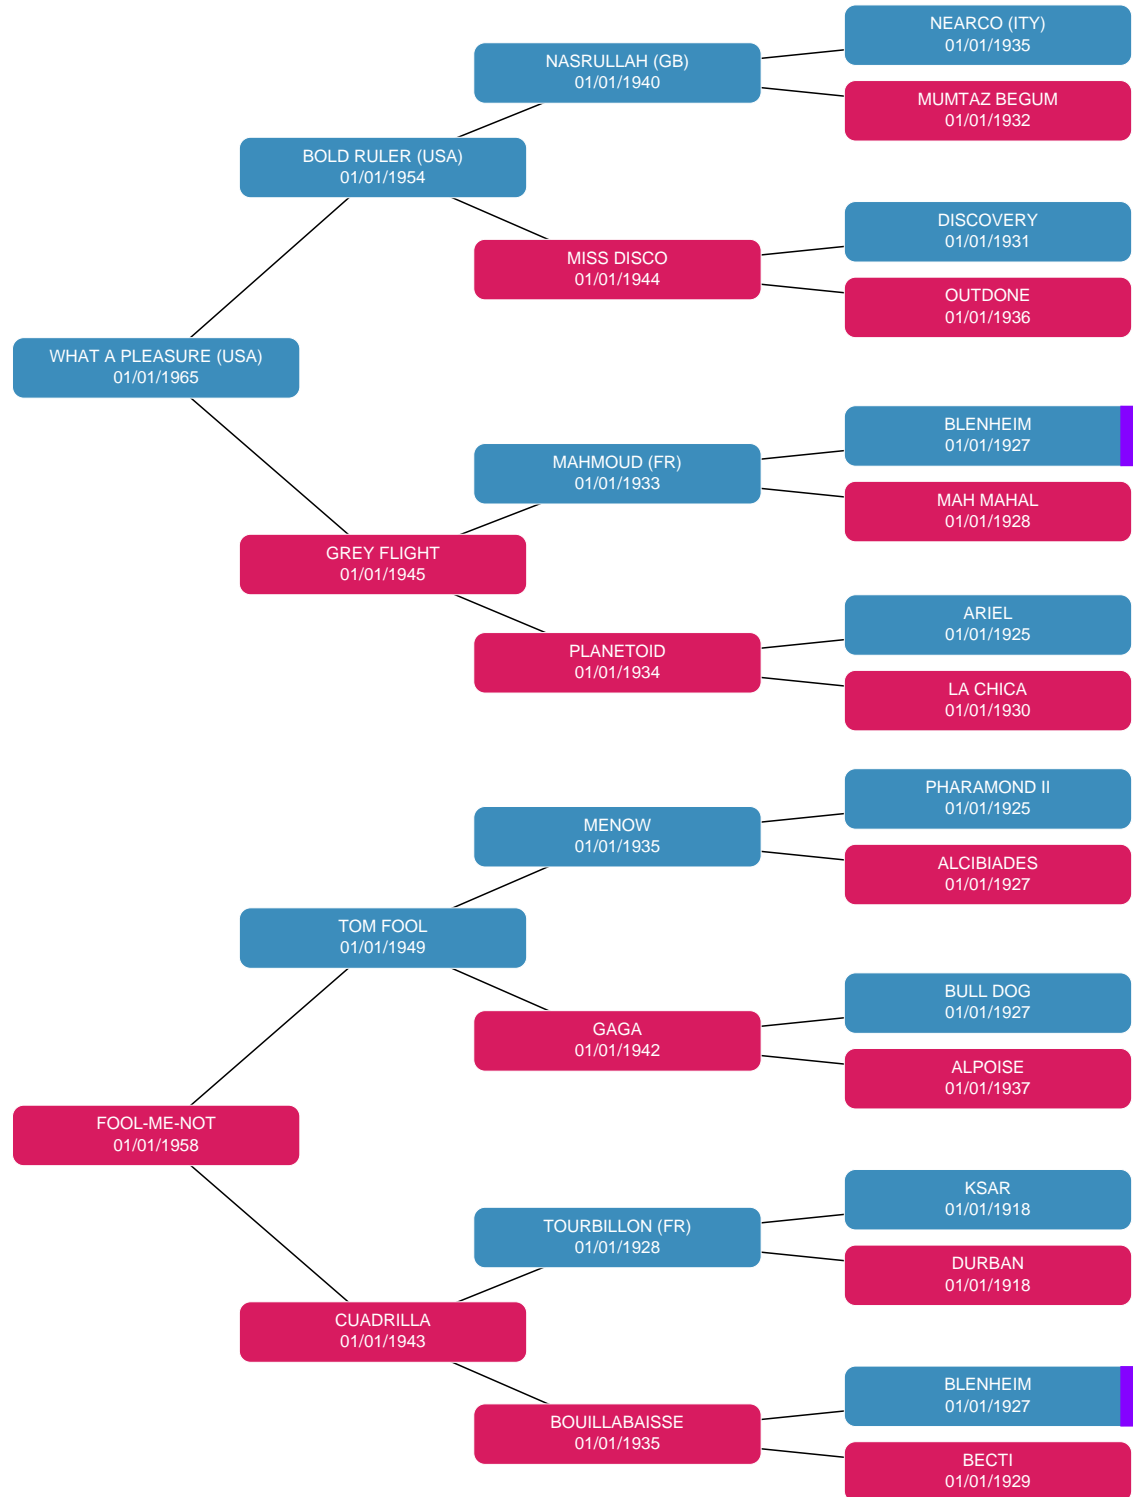 NEARCO (ITY)
01/01/1935
NASRULLAH (GB)
01/01/1940
MUMTAZ BEGUM
01/01/1932
BOLD RULER (USA)
01/01/1954
DISCOVERY
01/01/1931
MISS DISCO
01/01/1944
OUTDONE
01/01/1936
WHAT A PLEASURE (USA)
01/01/1965
BLENHEIM
01/01/1927
MAHMOUD (FR)
01/01/1933
MAH MAHAL
01/01/1928
GREY FLIGHT
01/01/1945
ARIEL
01/01/1925
PLANETOID
01/01/1934
LA CHICA
01/01/1930
PHARAMOND II
01/01/1925
MENOW
01/01/1935
ALCIBIADES
01/01/1927
TOM FOOL
01/01/1949
BULL DOG
01/01/1927
GAGA
01/01/1942
ALPOISE
01/01/1937
FOOL-ME-NOT
01/01/1958
KSAR
01/01/1918
TOURBILLON (FR)
01/01/1928
DURBAN
01/01/1918
CUADRILLA
01/01/1943
BLENHEIM
01/01/1927
BOUILLABAISSE
01/01/1935
BECTI
01/01/1929